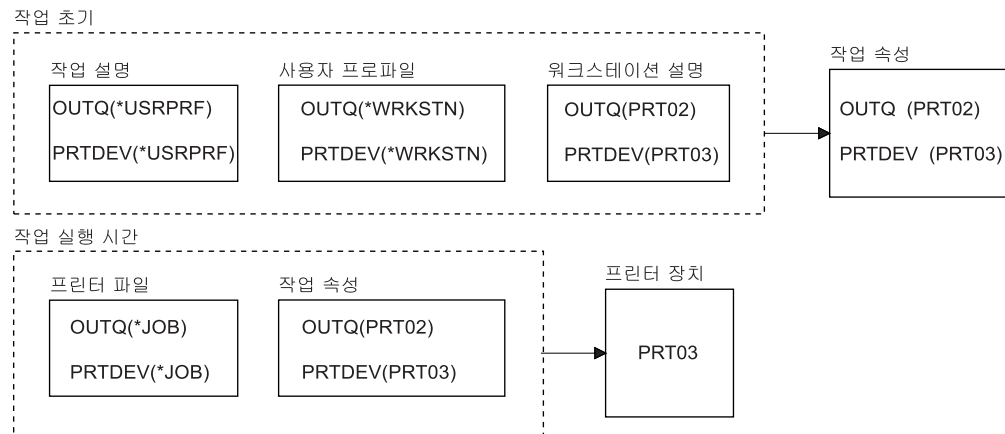 작업 초기
작업 설명
OUTQ(*USRPRF)
PRTDEV(*USRPRF)
사용자 프로파일
OUTQ(*WRKSTN)
PRTDEV(*WRKSTN)
워크스테이션 설명
OUTQ(PRT02)
PRTDEV(PRT03)
작업 속성
OUTQ (PRT02)
PRTDEV (PRT03)
작업 실행 시간
프린터 파일
OUTQ(*JOB)
PRTDEV(*JOB)
작업 속성
OUTQ(PRT02)
PRTDEV(PRT03)
프린터 장치
PRT03